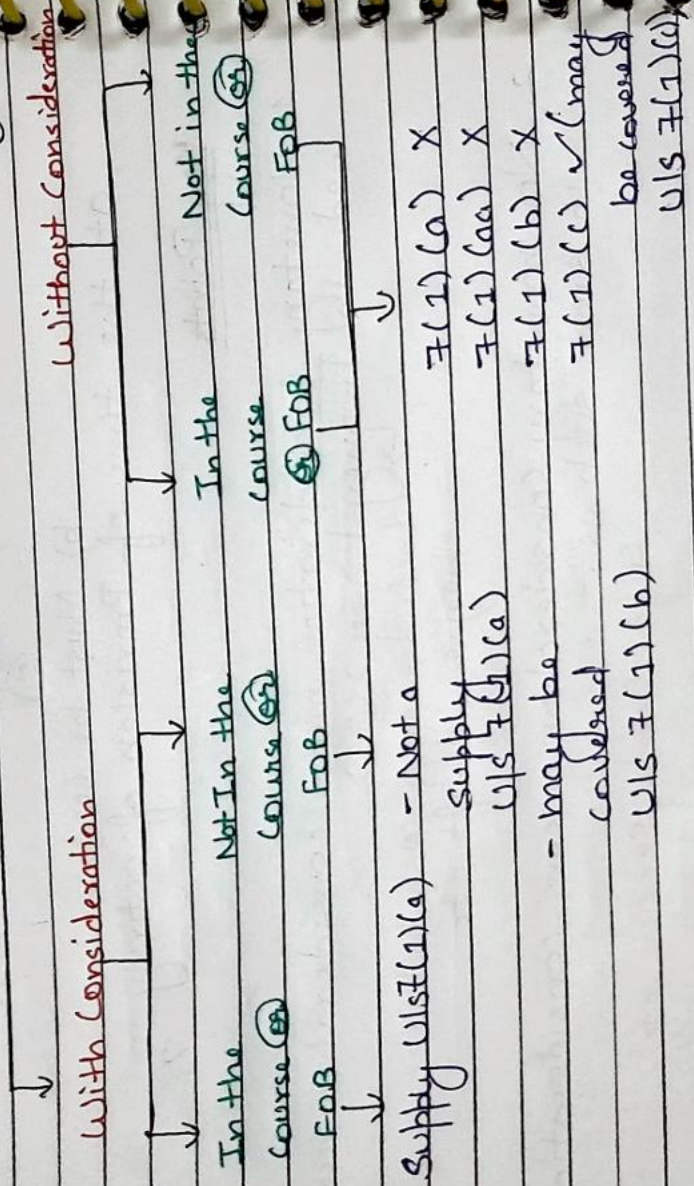 With Consideration
Without Consideration
In the
Course or
FOB
Not In the
Course or
FOB
In the
Course
or FOB
Not in the
Course or
FOB
Supply U/s 7(1)(a)
- Not a
Supply
U/s 7(1)(a)
- may be
covered
U/s 7(1)(b)
7(1)(a) X
7(1)(aa) X
7(1)(b) X
7(1)(c) ✓ (may
be covered
U/s 7(1)(c)